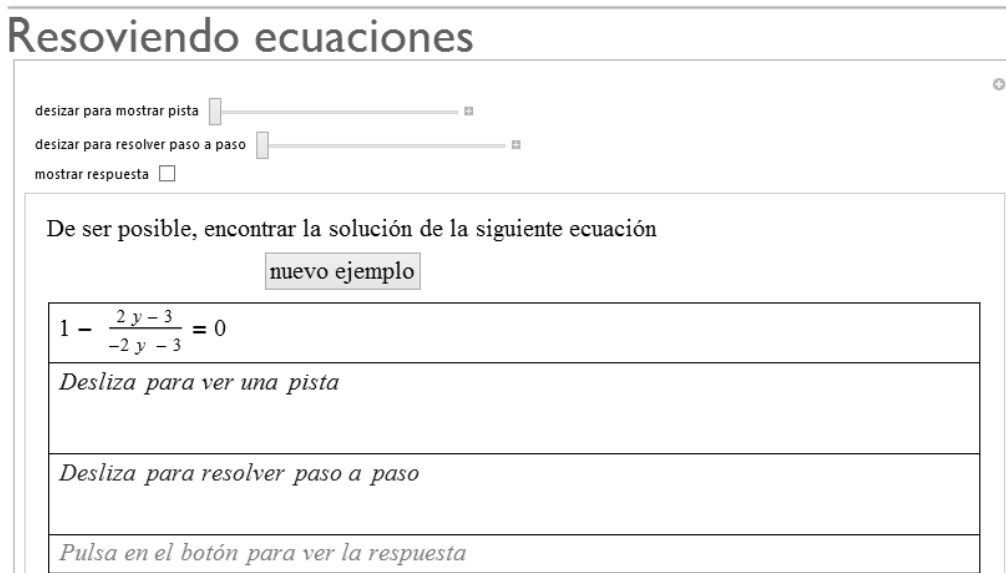 Resoviendo ecuaciones
desizar para mostrar pista
desizar para resolver paso a paso
mostrar respuesta
De ser posible, encontrar la solución de la siguiente ecuación
nuevo ejemplo
1 − (2 y − 3)/(−2 y − 3) = 0
Desliza para ver una pista
Desliza para resolver paso a paso
Pulsa en el botón para ver la respuesta